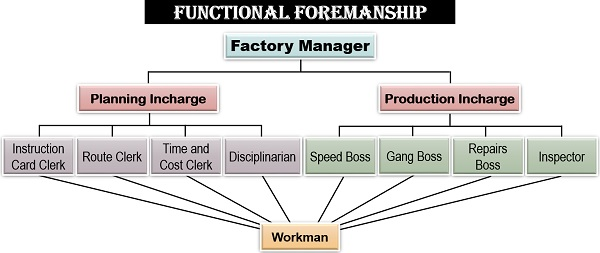 FUNCTIONAL FOREMANSHIP
Factory Manager
Planning Incharge
Production Incharge
Instruction
Card Clerk
Route Clerk
Time and
Cost Clerk
Disciplinarian
Speed Boss
Gang Boss
Repairs
Boss
Inspector
Workman